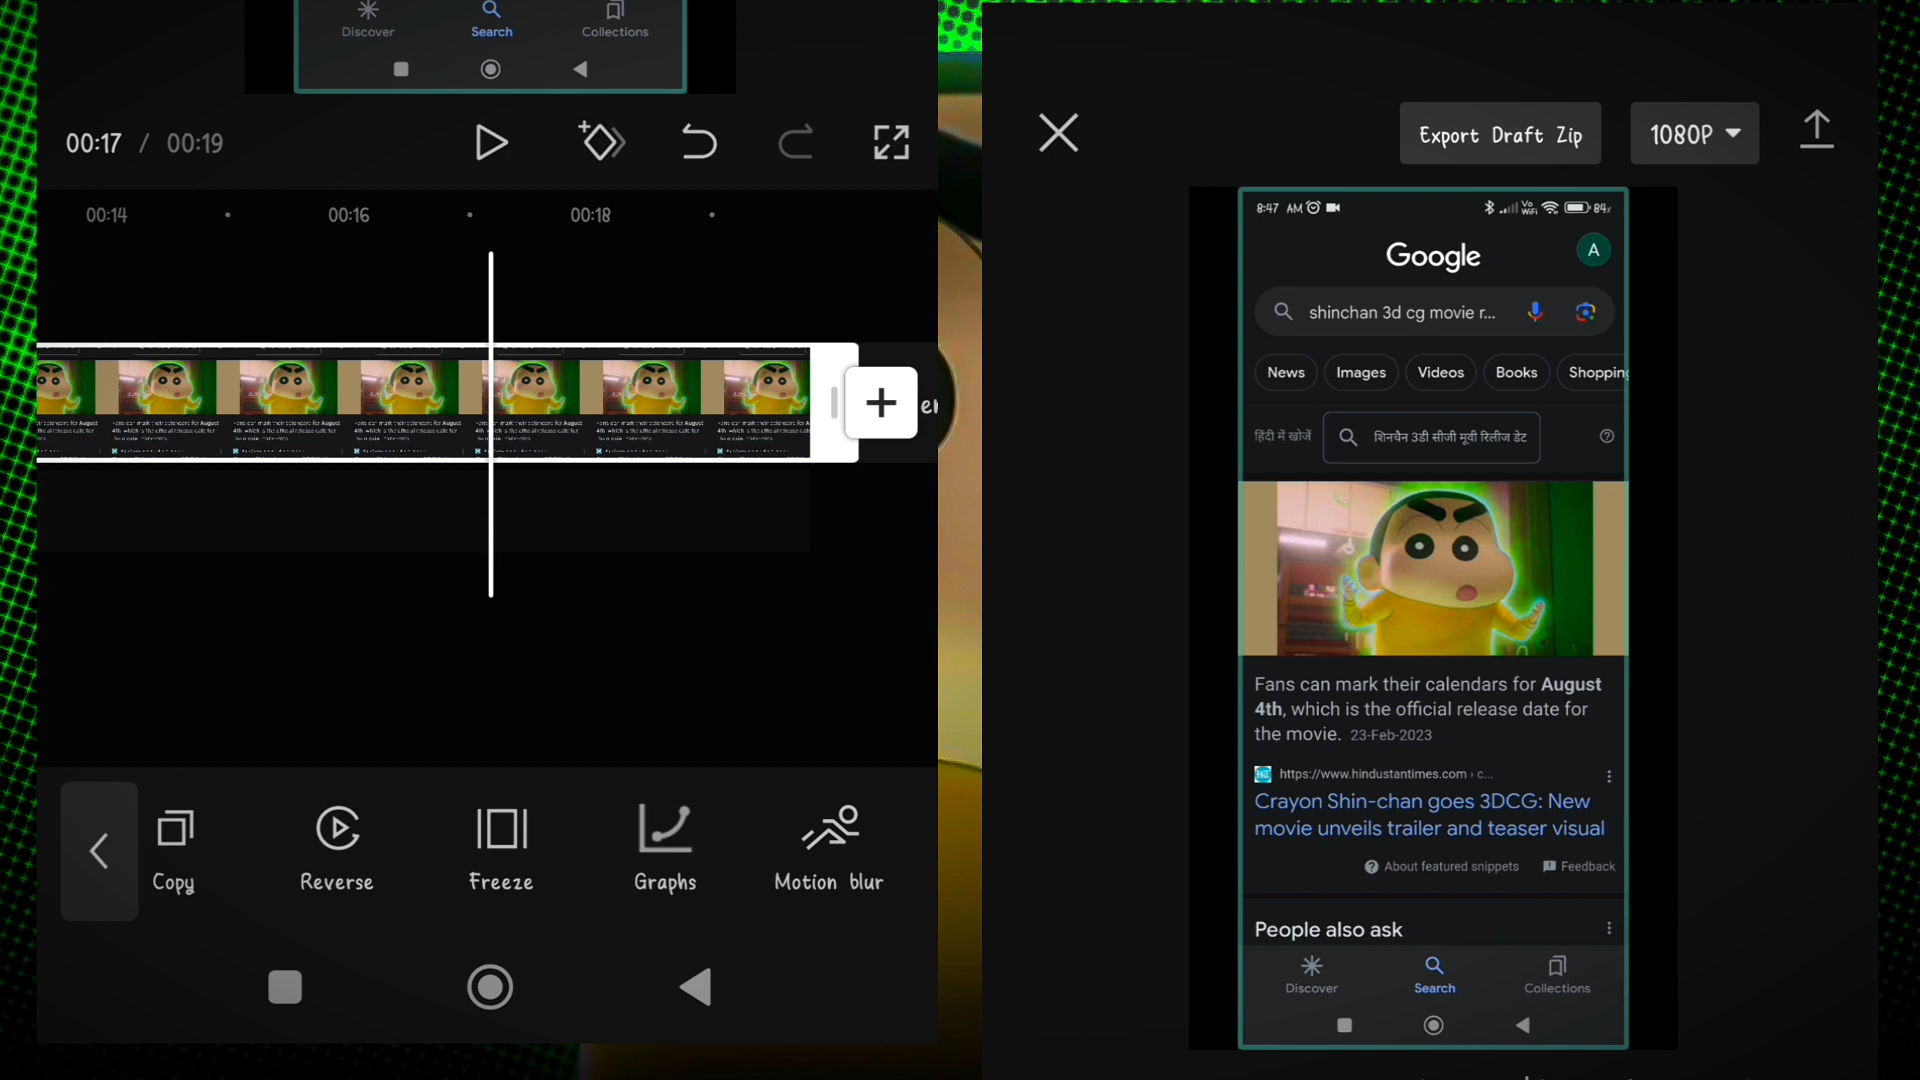 Discover Search Collections
00:17 / 00:19
00:14 00:16 00:18
Copy Reverse Freeze Graphs Motion blur
Export Draft Zip 1080P
8:47 AM Vo WiFi 84%
Google
A
shinchan 3d cg movie r...
News Images Videos Books Shopping
हिंदी में खोजें शिनचैन 3डी सीजी मूवी रिलीज डेट
Fans can mark their calendars for August
4th, which is the official release date for
the movie. 23-Feb-2023
https://www.hindustantimes.com › c...
Crayon Shin-chan goes 3DCG: New
movie unveils trailer and teaser visual
About featured snippets Feedback
People also ask
Discover Search Collections